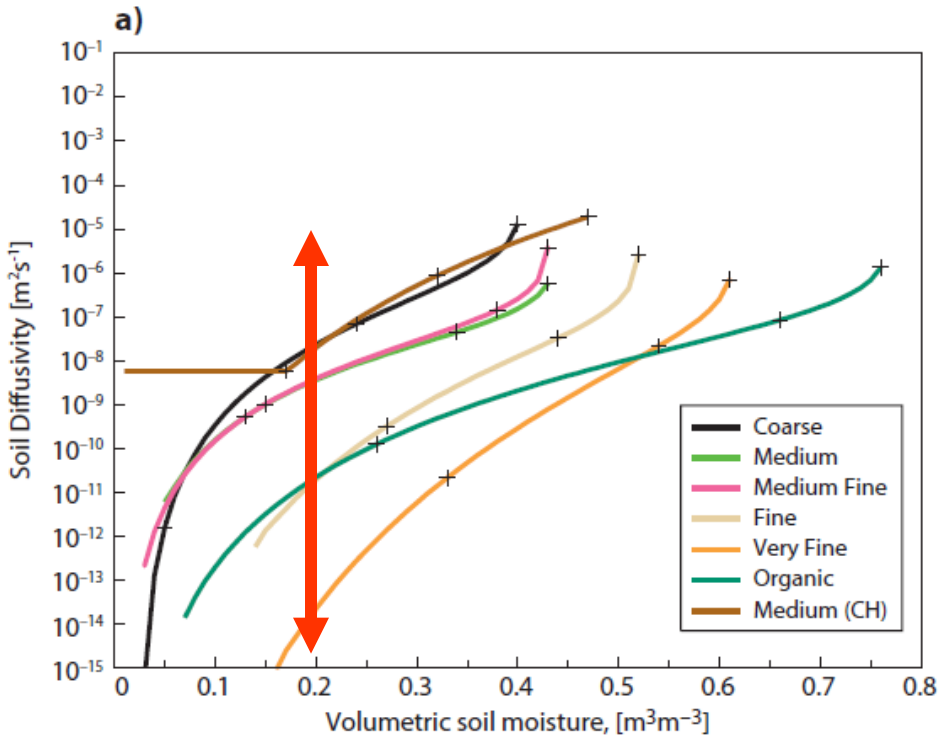 a)
10⁻¹
10⁻²
10⁻³
10⁻⁴
10⁻⁵
10⁻⁶
10⁻⁷
10⁻⁸
10⁻⁹
10⁻¹⁰
10⁻¹¹
10⁻¹²
10⁻¹³
10⁻¹⁴
10⁻¹⁵
Soil Diffusivity [m²s⁻¹]
Coarse
Medium
Medium Fine
Fine
Very Fine
Organic
Medium (CH)
0 0.1 0.2 0.3 0.4 0.5 0.6 0.7 0.8
Volumetric soil moisture, [m³m⁻³]